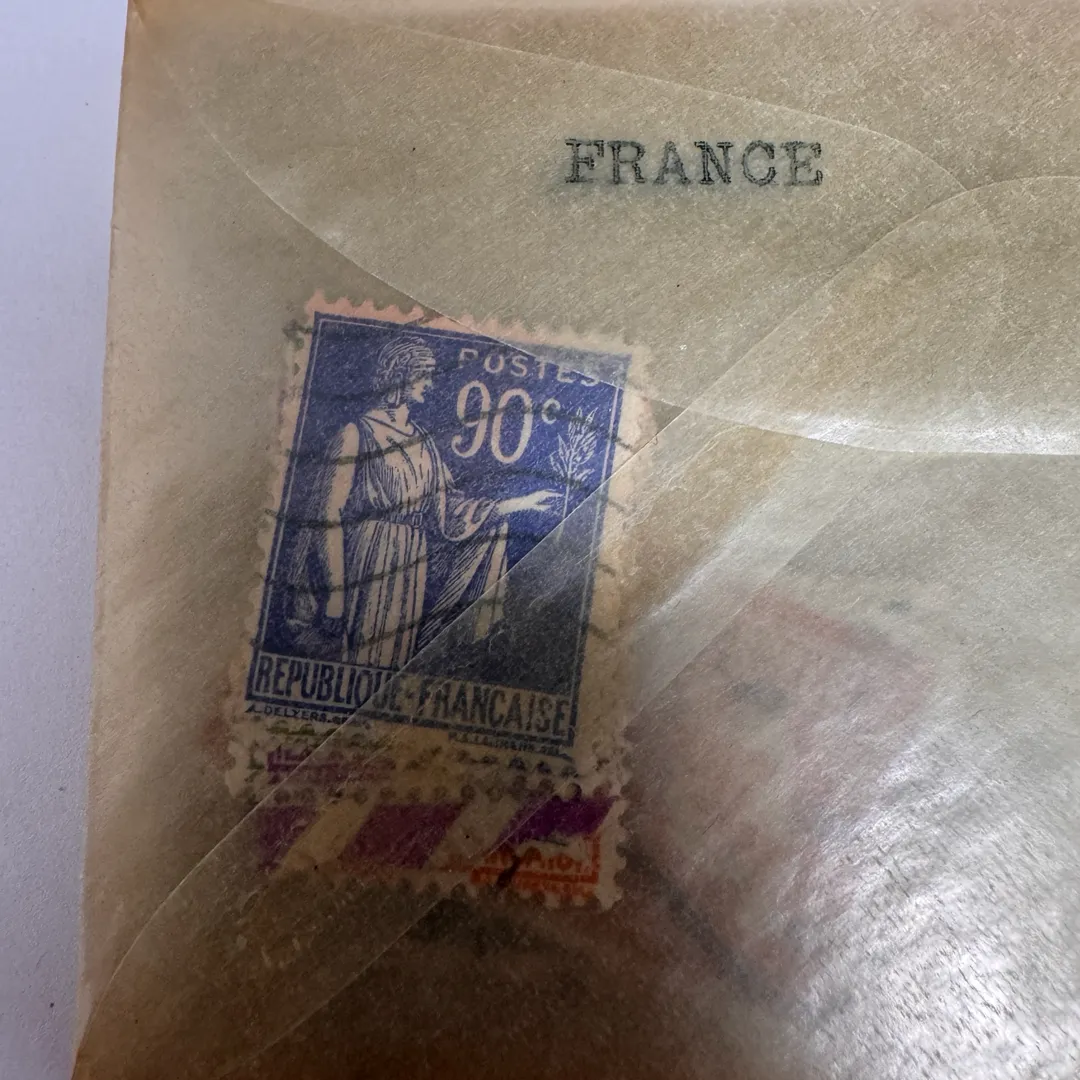 FRANCE
POSTES
90c
REPUBLIQUE-FRANCAISE